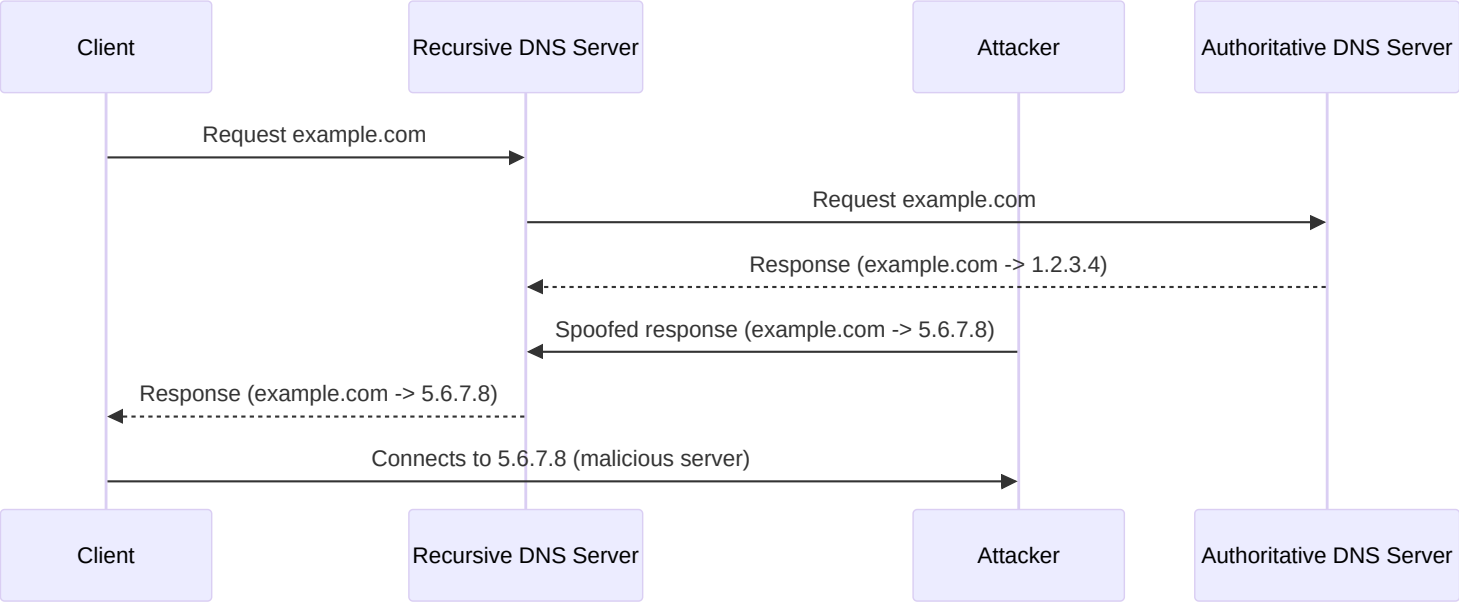 Client
Recursive DNS Server
Attacker
Authoritative DNS Server
Request example.com
Request example.com
Response (example.com -> 1.2.3.4)
Spoofed response (example.com -> 5.6.7.8)
Response (example.com -> 5.6.7.8)
Connects to 5.6.7.8 (malicious server)
Client
Recursive DNS Server
Attacker
Authoritative DNS Server